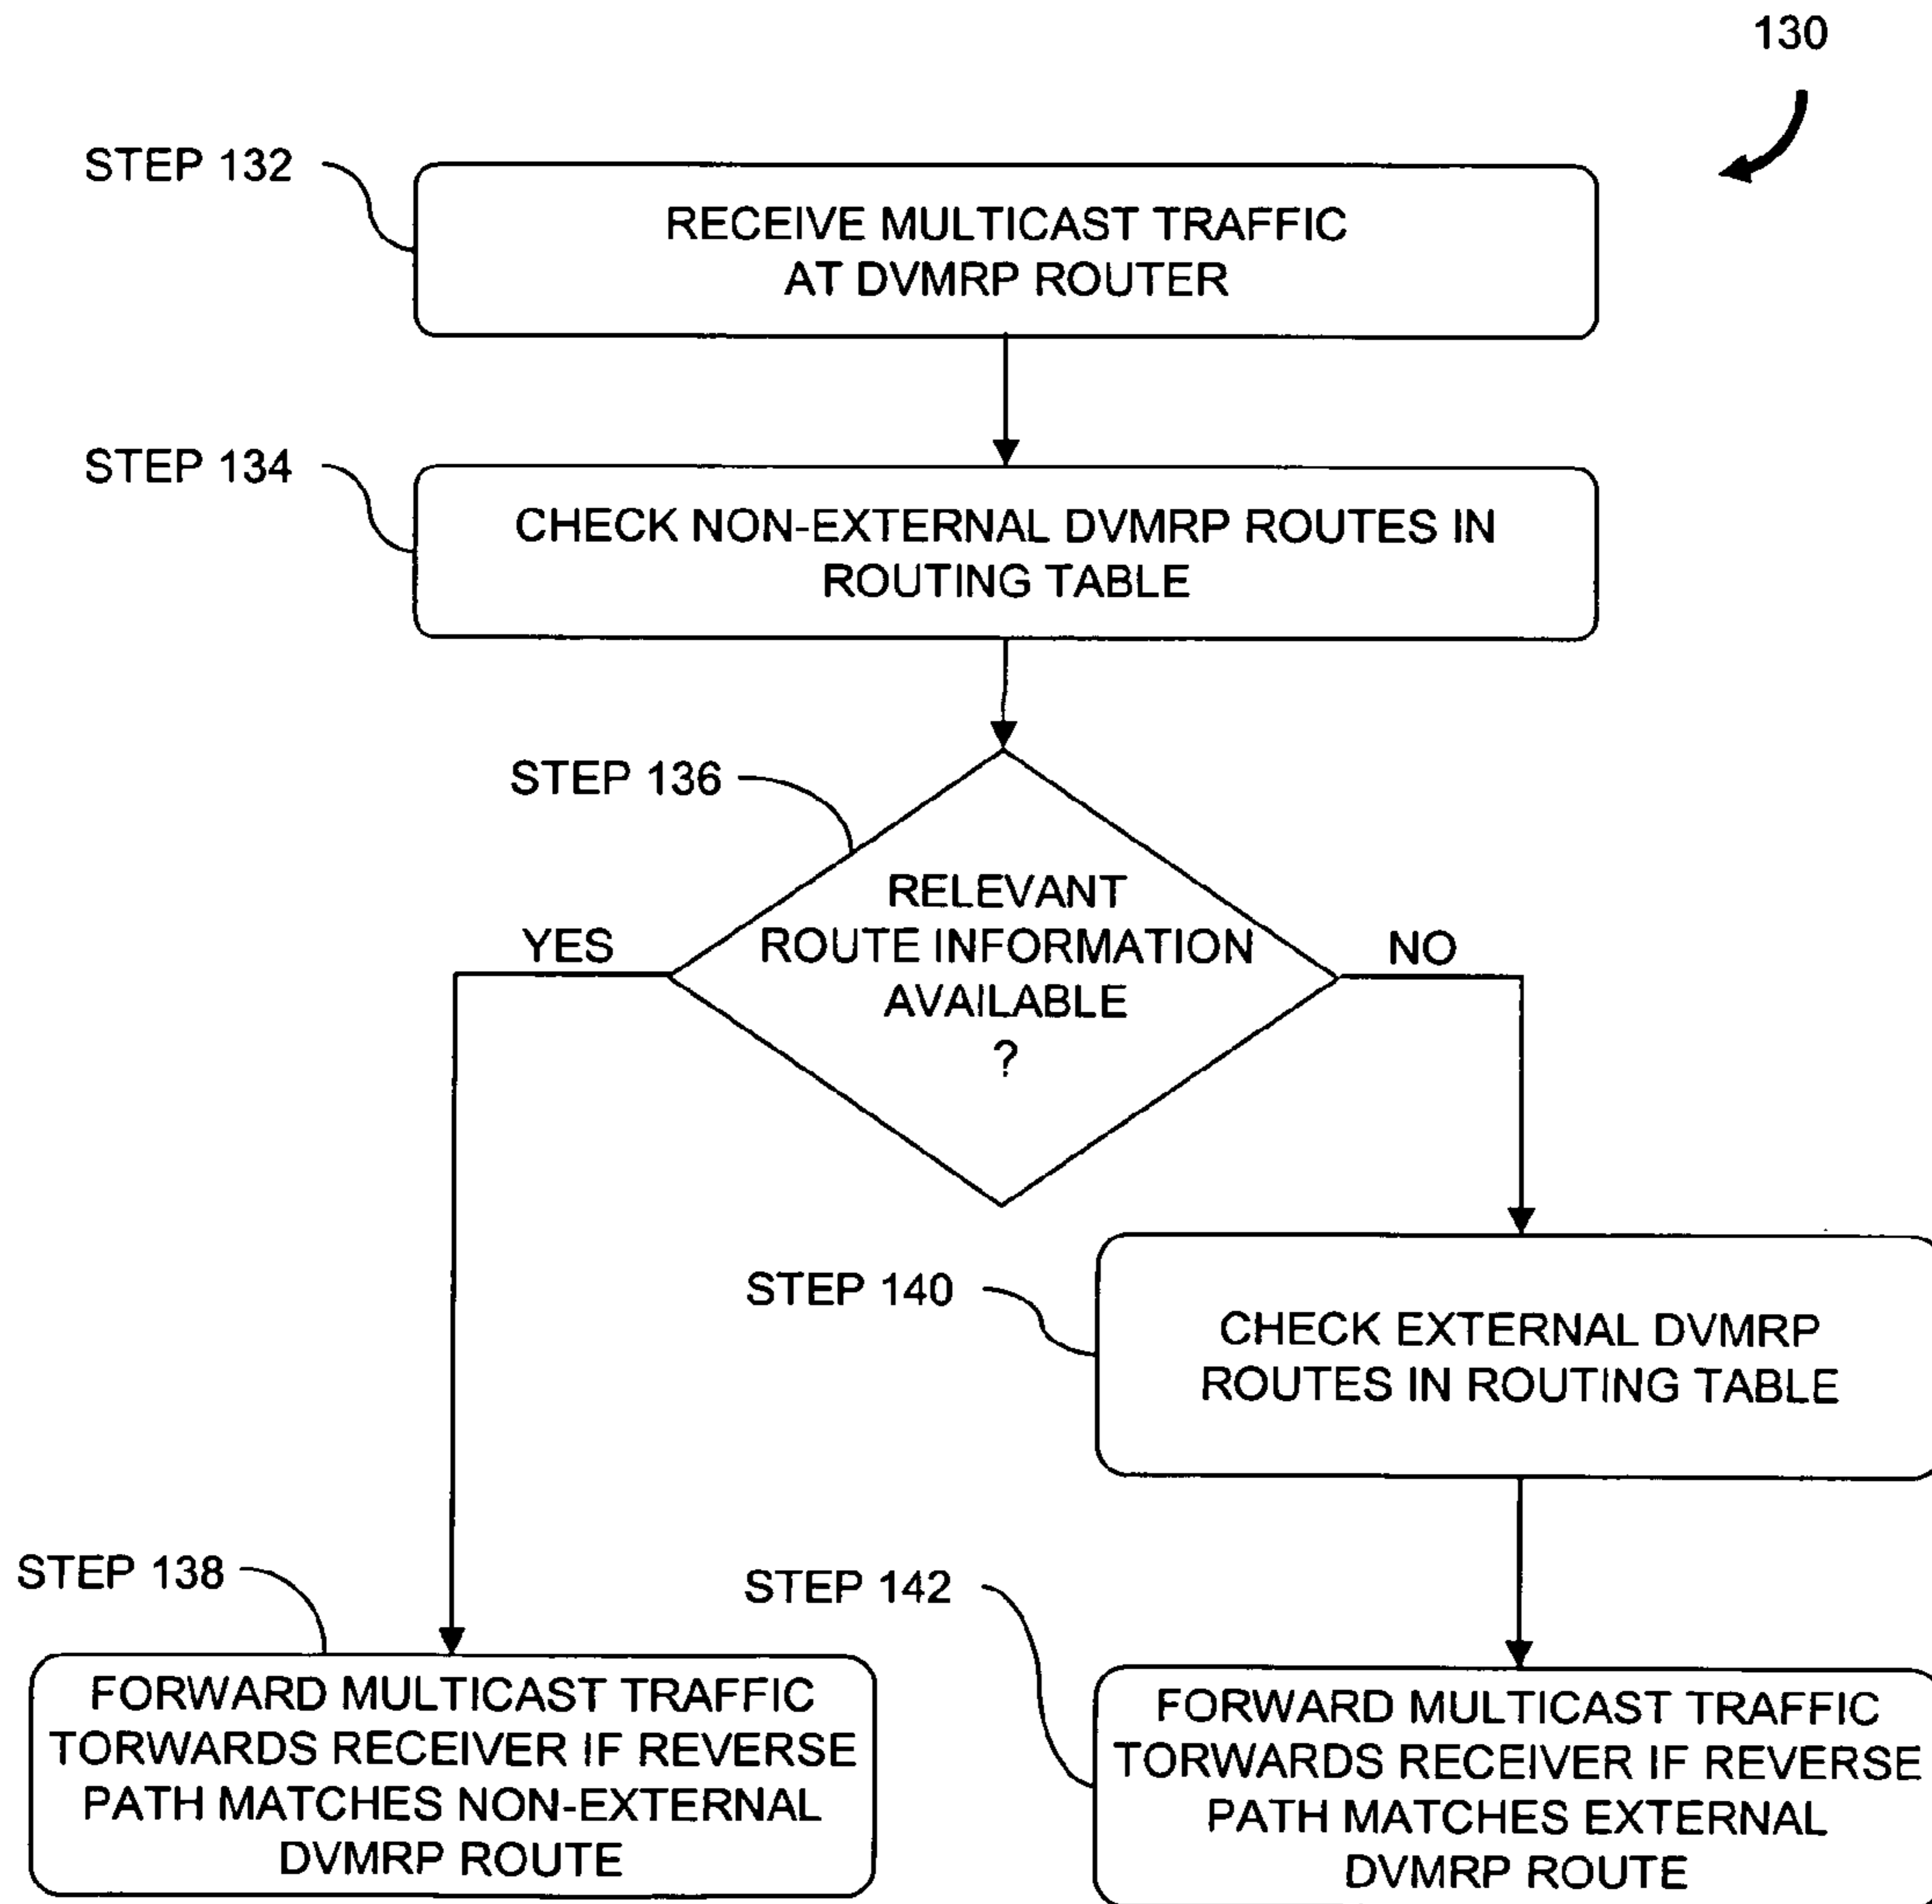 130
STEP 132
RECEIVE MULTICAST TRAFFIC
AT DVMRP ROUTER
STEP 134
CHECK NON-EXTERNAL DVMRP ROUTES IN
ROUTING TABLE
STEP 136
RELEVANT
ROUTE INFORMATION
AVAILABLE
?
YES
NO
STEP 140
CHECK EXTERNAL DVMRP
ROUTES IN ROUTING TABLE
STEP 138
FORWARD MULTICAST TRAFFIC
TORWARDS RECEIVER IF REVERSE
PATH MATCHES NON-EXTERNAL
DVMRP ROUTE
STEP 142
FORWARD MULTICAST TRAFFIC
TORWARDS RECEIVER IF REVERSE
PATH MATCHES EXTERNAL
DVMRP ROUTE